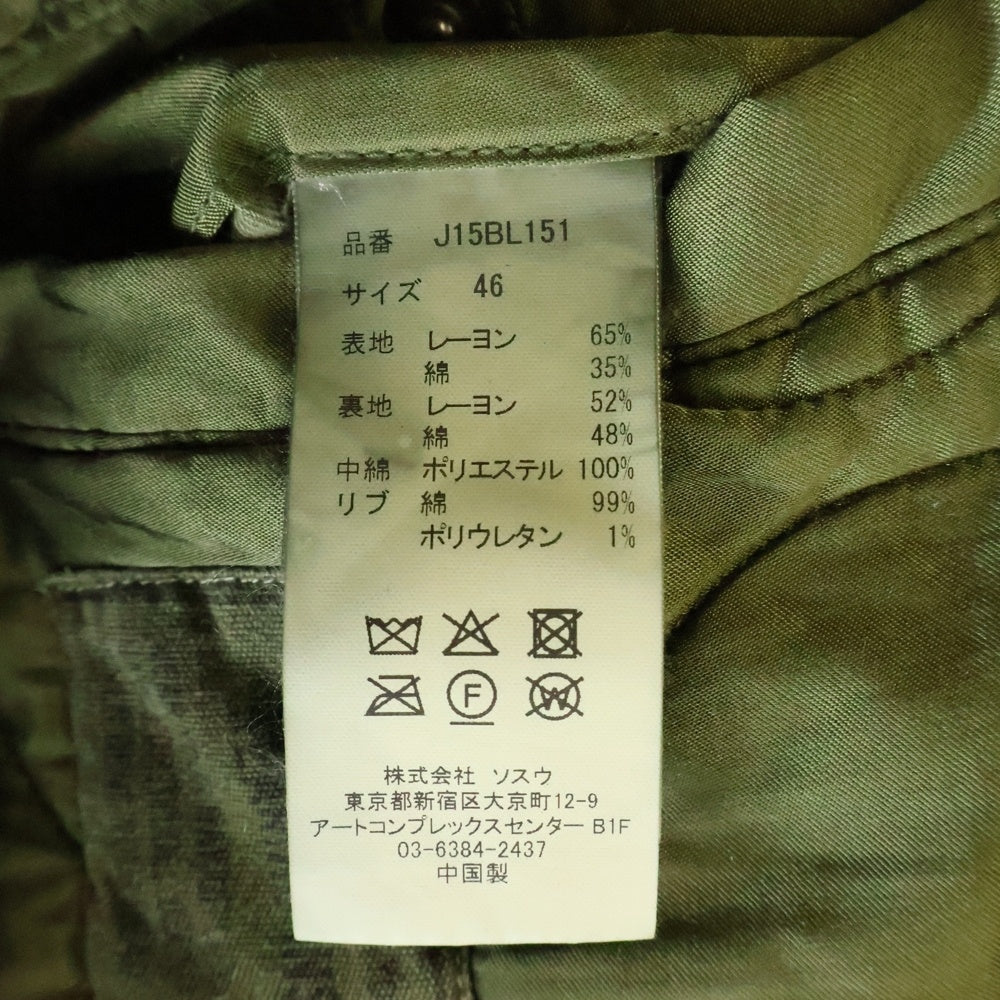 品番 J15BL151
サイズ 46
表地 レーヨン 65%
綿 35%
裏地 レーヨン 52%
綿 48%
中綿 ポリエステル 100%
リブ 綿 99%
ポリウレタン 1%
F W
株式会社 ソスウ
東京都新宿区大京町12-9
アートコンプレックスセンター B1F
03-6384-2437
中国製